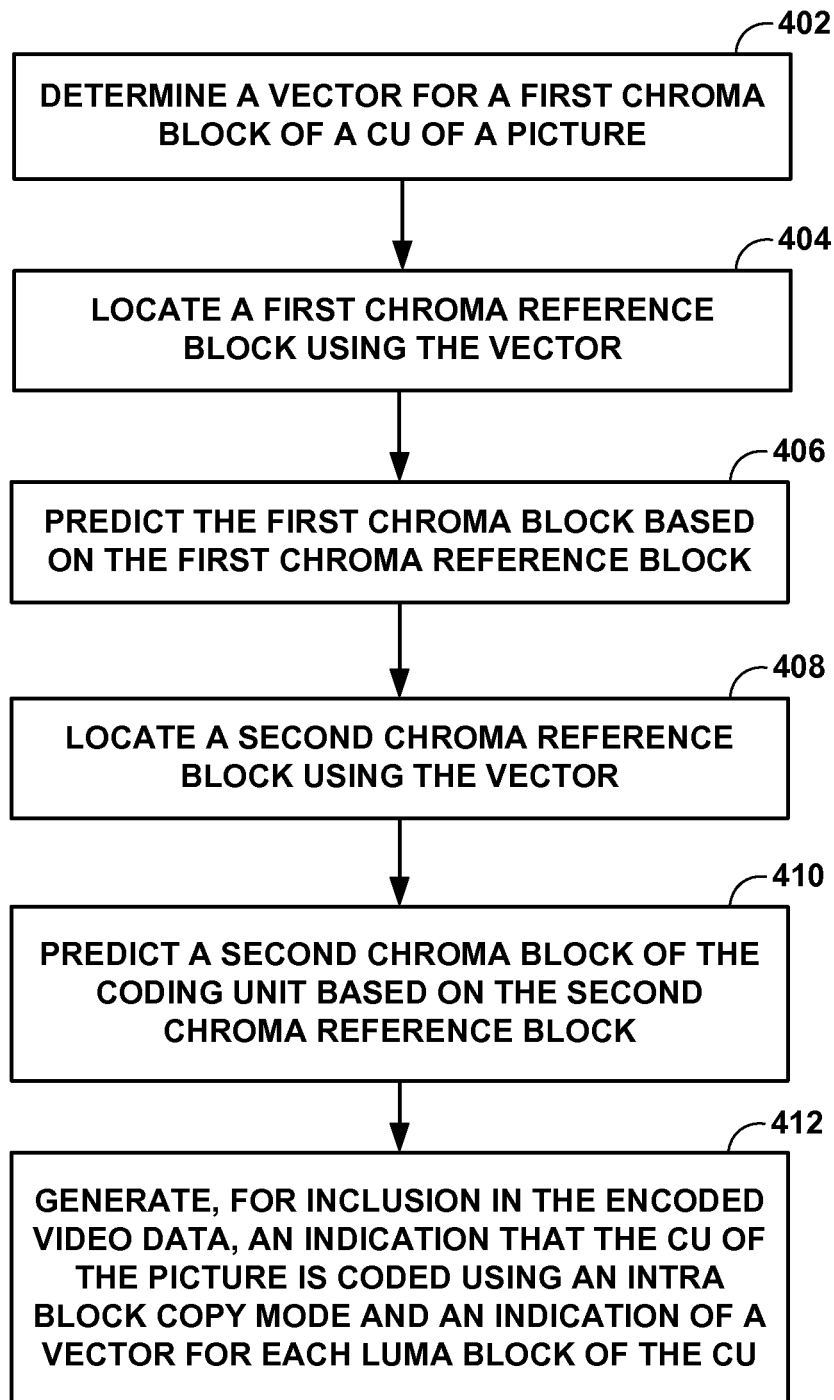 402
DETERMINE A VECTOR FOR A FIRST CHROMA
BLOCK OF A CU OF A PICTURE
404
LOCATE A FIRST CHROMA REFERENCE
BLOCK USING THE VECTOR
406
PREDICT THE FIRST CHROMA BLOCK BASED
ON THE FIRST CHROMA REFERENCE BLOCK
408
LOCATE A SECOND CHROMA REFERENCE
BLOCK USING THE VECTOR
410
PREDICT A SECOND CHROMA BLOCK OF THE
CODING UNIT BASED ON THE SECOND
CHROMA REFERENCE BLOCK
412
GENERATE, FOR INCLUSION IN THE ENCODED
VIDEO DATA, AN INDICATION THAT THE CU OF
THE PICTURE IS CODED USING AN INTRA
BLOCK COPY MODE AND AN INDICATION OF A
VECTOR FOR EACH LUMA BLOCK OF THE CU